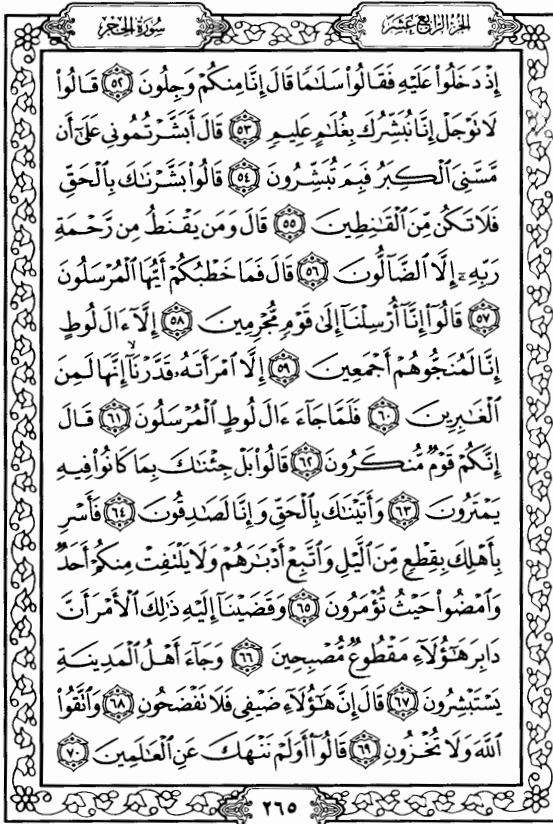 سُورَةُ الحِجْرِ
الجُزْءُ الرَّابِعَ عَشَرَ
إِذْ دَخَلُوا۟ عَلَيْهِ فَقَالُوا۟ سَلَٰمًا قَالَ إِنَّا مِنكُمْ وَجِلُونَ ٥٢ قَالُوا۟
لَا تَوْجَلْ إِنَّا نُبَشِّرُكَ بِغُلَٰمٍ عَلِيمٍ ٥٣ قَالَ أَبَشَّرْتُمُونِى عَلَىٰٓ أَن
مَّسَّنِىَ ٱلْكِبَرُ فَبِمَ تُبَشِّرُونَ ٥٤ قَالُوا۟ بَشَّرْنَٰكَ بِٱلْحَقِّ
فَلَا تَكُن مِّنَ ٱلْقَٰنِطِينَ ٥٥ قَالَ وَمَن يَقْنَطُ مِن رَّحْمَةِ
رَبِّهِۦٓ إِلَّا ٱلضَّآلُّونَ ٥٦ قَالَ فَمَا خَطْبُكُمْ أَيُّهَا ٱلْمُرْسَلُونَ
٥٧ قَالُوٓا۟ إِنَّآ أُرْسِلْنَآ إِلَىٰ قَوْمٍ مُّجْرِمِينَ ٥٨ إِلَّآ ءَالَ لُوطٍ
إِنَّا لَمُنَجُّوهُمْ أَجْمَعِينَ ٥٩ إِلَّا ٱمْرَأَتَهُۥ قَدَّرْنَآ إِنَّهَا لَمِنَ
ٱلْغَٰبِرِينَ ٦٠ فَلَمَّا جَآءَ ءَالَ لُوطٍ ٱلْمُرْسَلُونَ ٦١ قَالَ
إِنَّكُمْ قَوْمٌ مُّنكَرُونَ ٦٢ قَالُوا۟ بَلْ جِئْنَٰكَ بِمَا كَانُوا۟ فِيهِ
يَمْتَرُونَ ٦٣ وَأَتَيْنَٰكَ بِٱلْحَقِّ وَإِنَّا لَصَٰدِقُونَ ٦٤ فَأَسْرِ
بِأَهْلِكَ بِقِطْعٍ مِّنَ ٱلَّيْلِ وَٱتَّبِعْ أَدْبَٰرَهُمْ وَلَا يَلْتَفِتْ مِنكُمْ أَحَدٌ
وَٱمْضُوا۟ حَيْثُ تُؤْمَرُونَ ٦٥ وَقَضَيْنَآ إِلَيْهِ ذَٰلِكَ ٱلْأَمْرَ أَنَّ
دَابِرَ هَٰٓؤُلَآءِ مَقْطُوعٌ مُّصْبِحِينَ ٦٦ وَجَآءَ أَهْلُ ٱلْمَدِينَةِ
يَسْتَبْشِرُونَ ٦٧ قَالَ إِنَّ هَٰٓؤُلَآءِ ضَيْفِى فَلَا تَفْضَحُونِ ٦٨ وَٱتَّقُوا۟
ٱللَّهَ وَلَا تُخْزُونِ ٦٩ قَالُوٓا۟ أَوَلَمْ نَنْهَكَ عَنِ ٱلْعَٰلَمِينَ ٧٠
٢٦٥